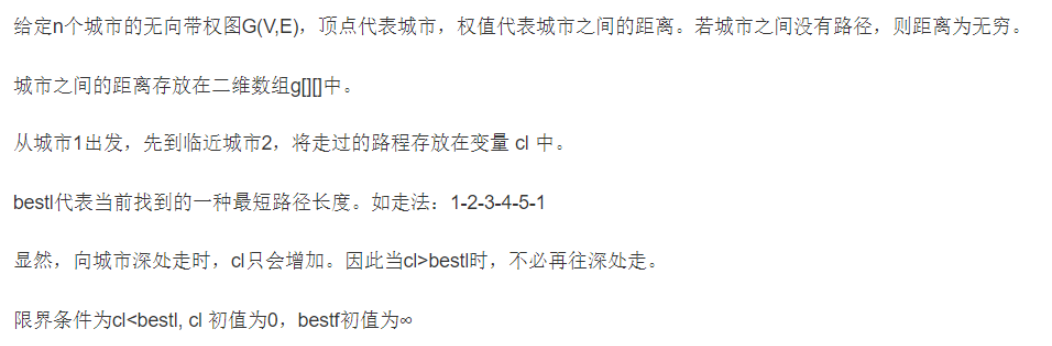 给定n个城市的无向带权图G(V,E)，顶点代表城市，权值代表城市之间的距离。若城市之间没有路径，则距离为无穷。
城市之间的距离存放在二维数组g[][]中。
从城市1出发，先到临近城市2，将走过的路程存放在变量 cl 中。
bestl代表当前找到的一种最短路径长度。如走法：1-2-3-4-5-1
显然，向城市深处走时，cl只会增加。因此当cl>bestl时，不必再往深处走。
限界条件为cl<bestl, cl 初值为0，bestf初值为∞